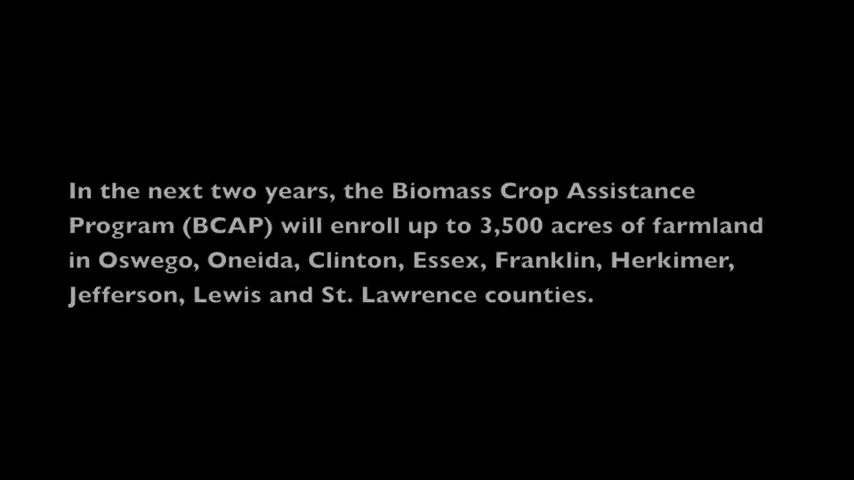 In the next two years, the Biomass Crop Assistance
Program (BCAP) will enroll up to 3,500 acres of farmland
in Oswego, Oneida, Clinton, Essex, Franklin, Herkimer,
Jefferson, Lewis and St. Lawrence counties.